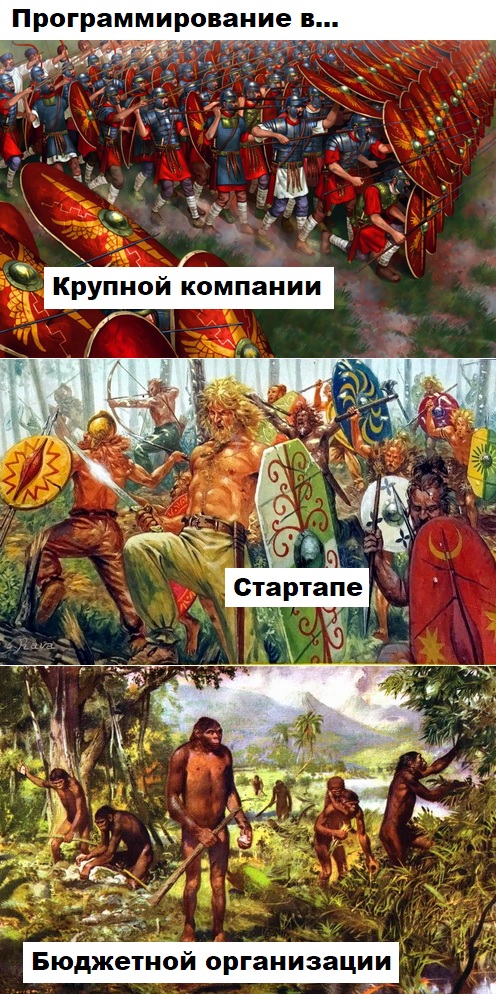 Программирование в...
Крупной компании
Стартапе
Бюджетной организации